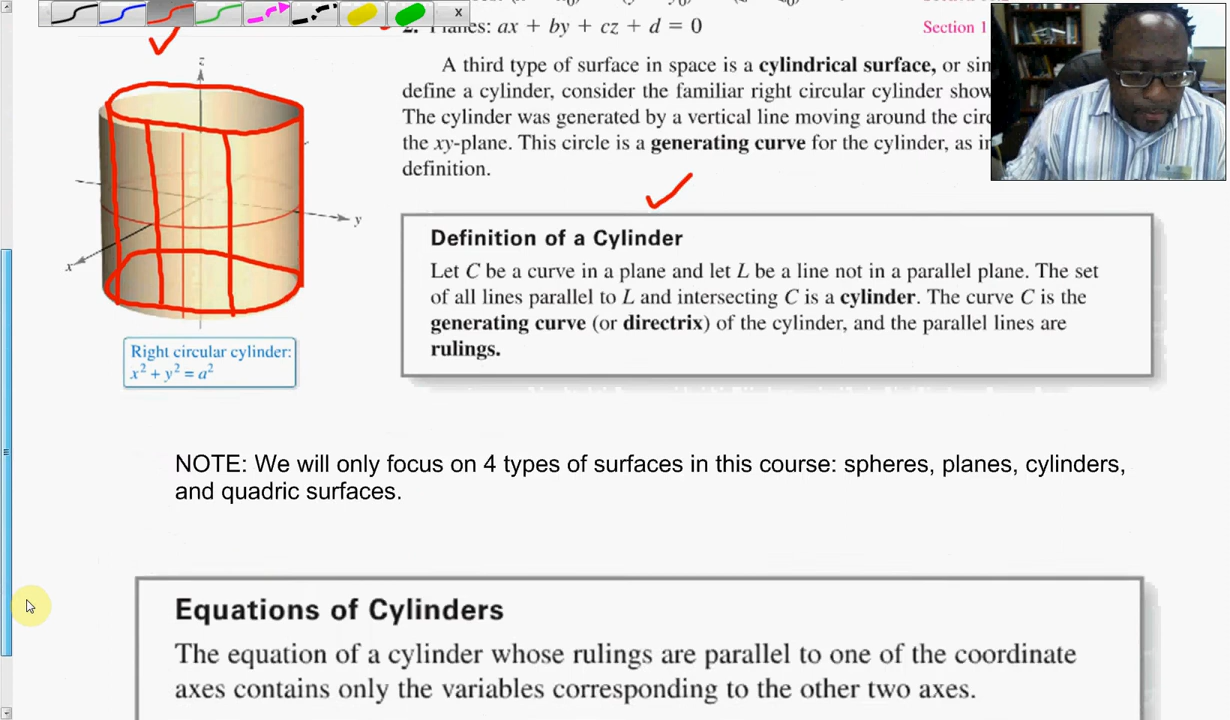 x
2. Planes: ax + by + cz + d = 0
Section 1
A third type of surface in space is a cylindrical surface, or sin
define a cylinder, consider the familiar right circular cylinder show
The cylinder was generated by a vertical line moving around the circ
the xy-plane. This circle is a generating curve for the cylinder, as in
definition.
z
y
x
Right circular cylinder:
x² + y² = a²
Definition of a Cylinder
Let C be a curve in a plane and let L be a line not in a parallel plane. The set
of all lines parallel to L and intersecting C is a cylinder. The curve C is the
generating curve (or directrix) of the cylinder, and the parallel lines are
rulings.
NOTE: We will only focus on 4 types of surfaces in this course: spheres, planes, cylinders,
and quadric surfaces.
Equations of Cylinders
The equation of a cylinder whose rulings are parallel to one of the coordinate
axes contains only the variables corresponding to the other two axes.